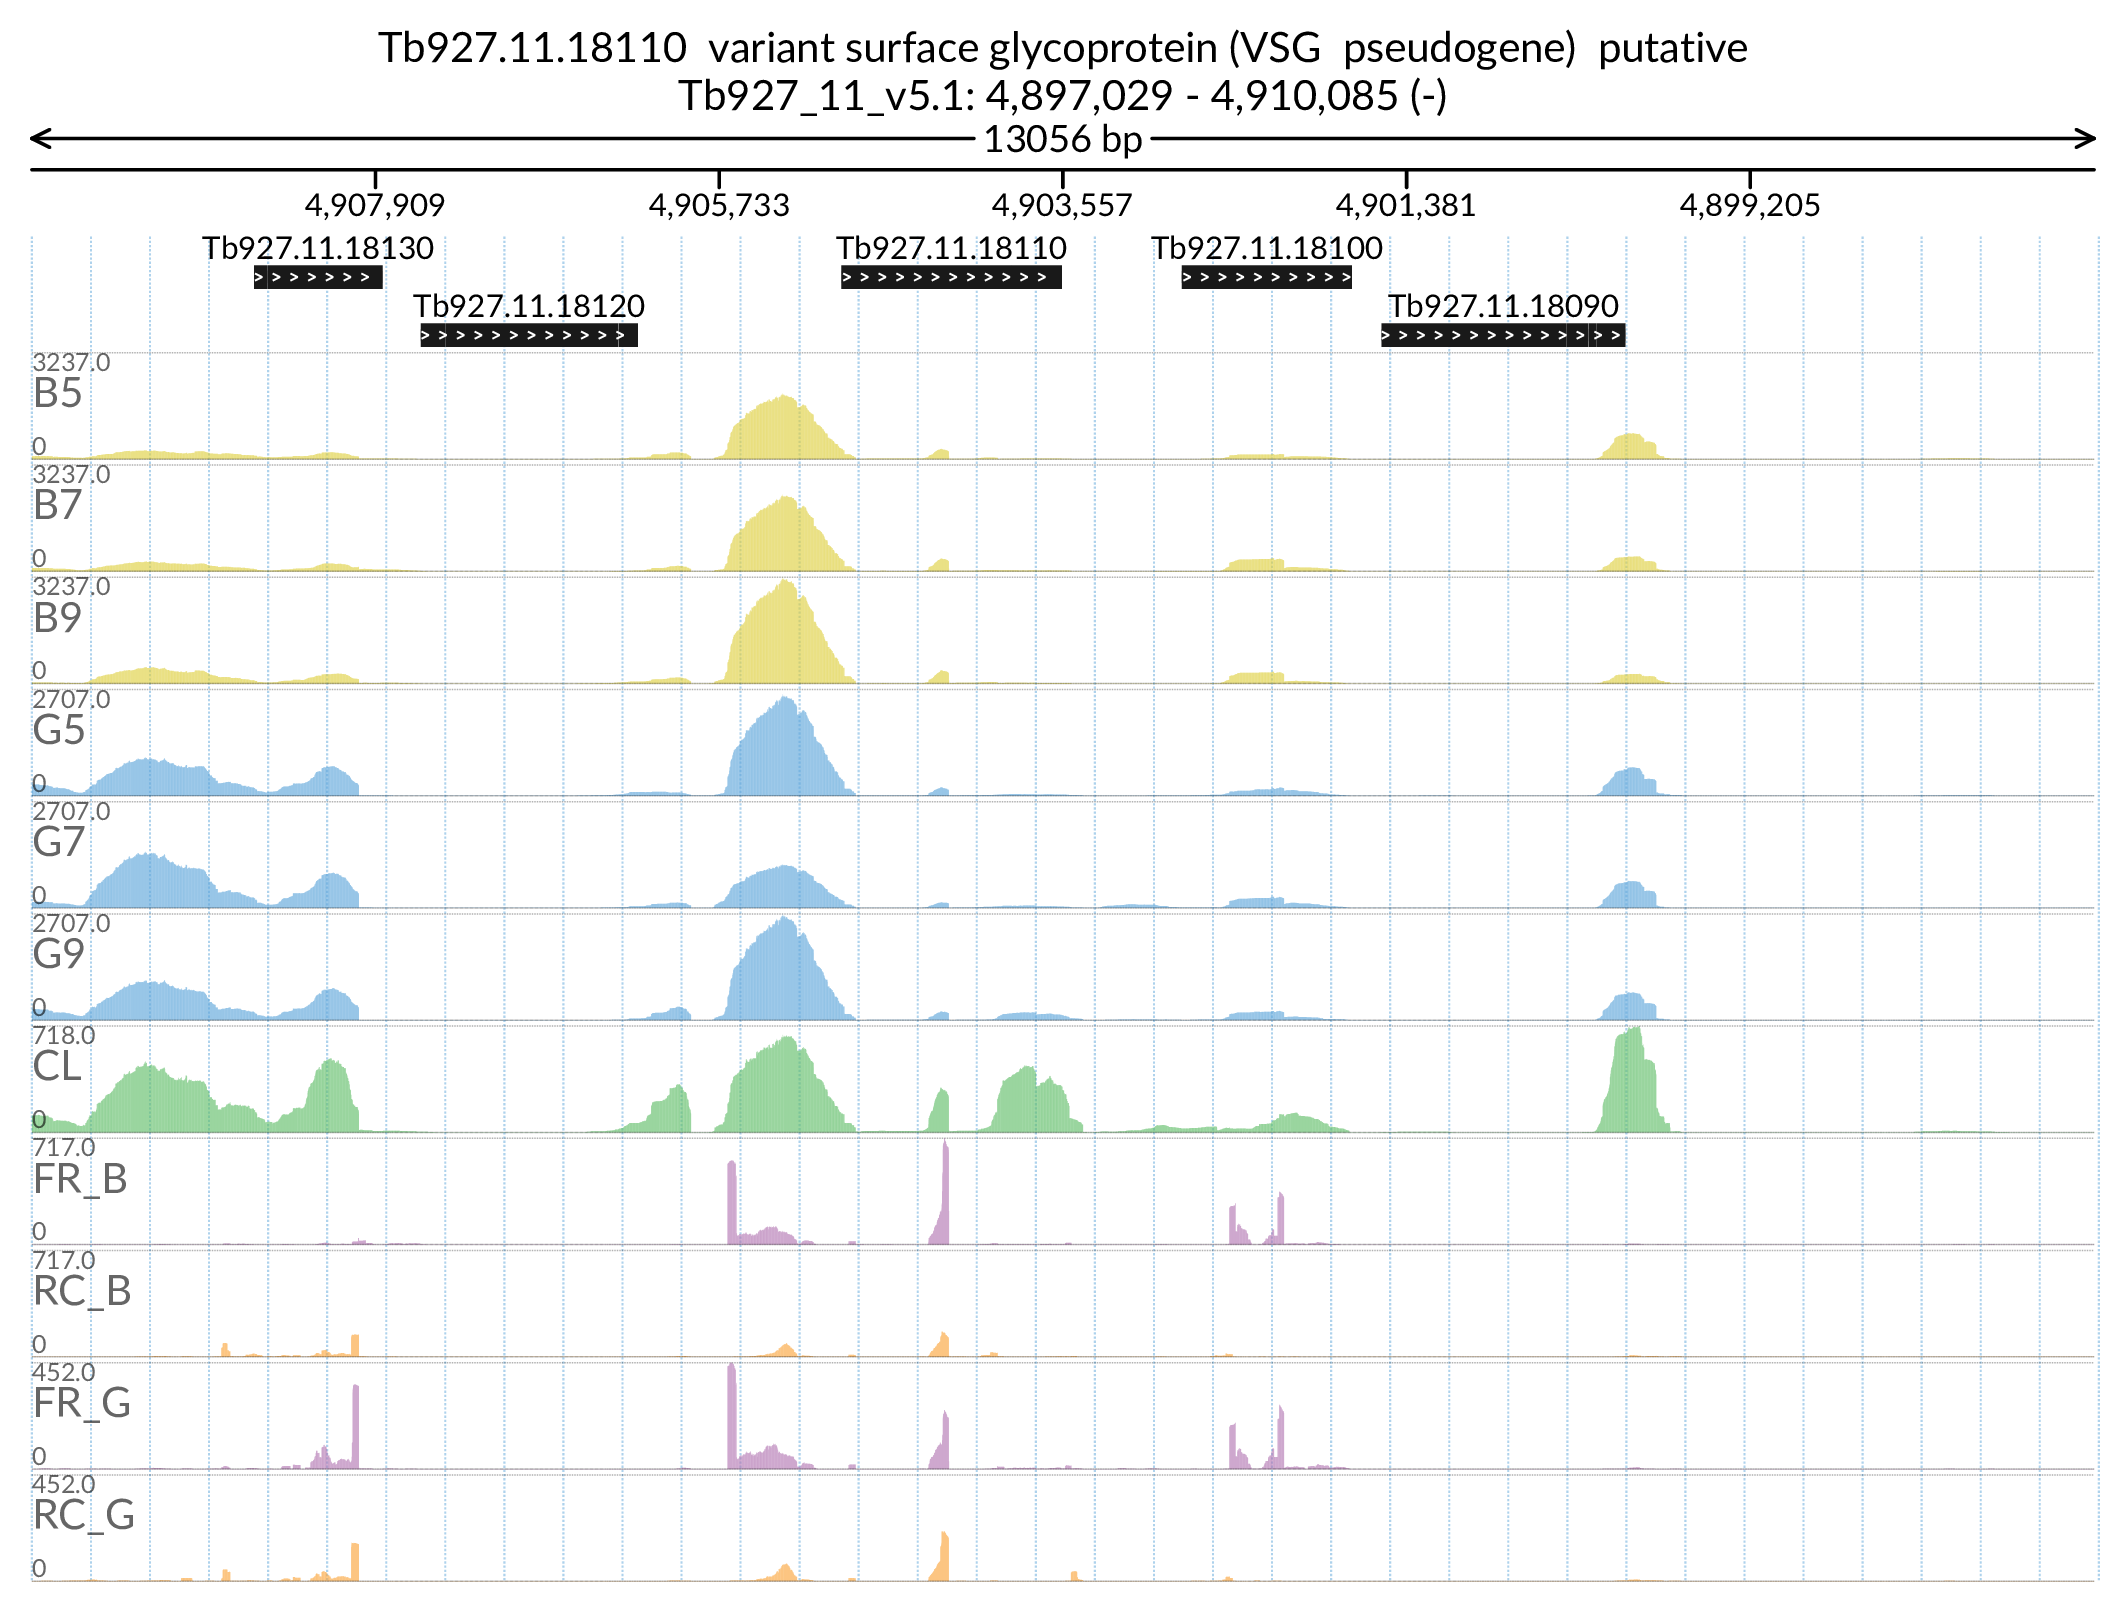 Tb927.11.18110 variant surface glycoprotein (VSG pseudogene) putative
Tb927_11_v5.1: 4,897,029 - 4,910,085 (-)
13056 bp
4,907,909 4,905,733 4,903,557 4,901,381 4,899,205
Tb927.11.18130 Tb927.11.18110 Tb927.11.18100
Tb927.11.18120 Tb927.11.18090
3237.0
B5
0
3237.0
B7
0
3237.0
B9
0
2707.0
G5
0
2707.0
G7
0
2707.0
G9
0
718.0
CL
0
717.0
FR_B
0
717.0
RC_B
0
452.0
FR_G
0
452.0
RC_G
0